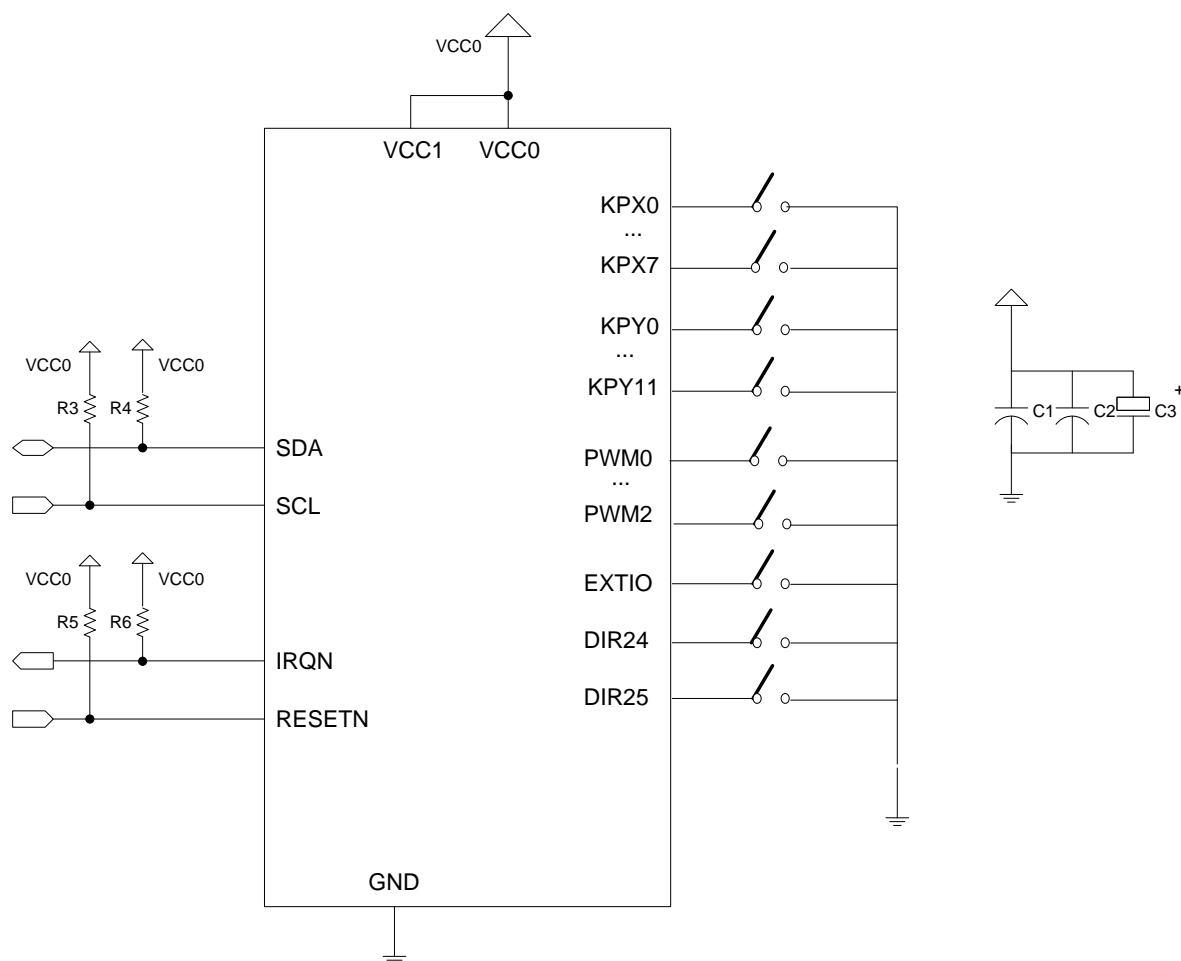 VCC0
VCC1 VCC0
KPX0
...
KPX7
KPY0
...
KPY11
PWM0
...
PWM2
EXTIO
DIR24
DIR25
VCC0 VCC0
R3 R4
SDA
SCL
VCC0 VCC0
R5 R6
IRQN
RESETN
GND
+
C1 C2 C3